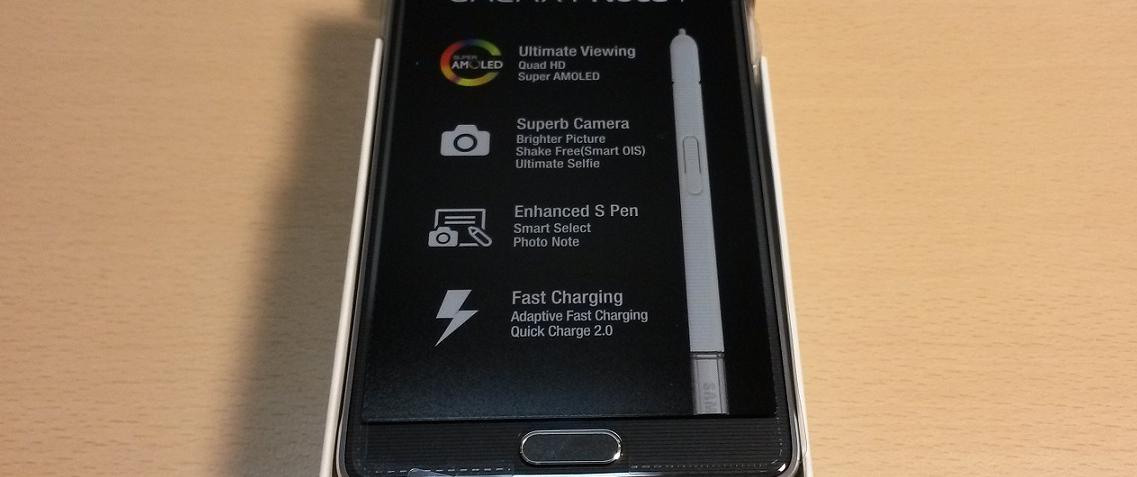 SUPER
AMOLED
Ultimate Viewing
Quad HD
Super AMOLED
Superb Camera
Brighter Picture
Shake Free(Smart OIS)
Ultimate Selfie
Enhanced S Pen
Smart Select
Photo Note
Fast Charging
Adaptive Fast Charging
Quick Charge 2.0